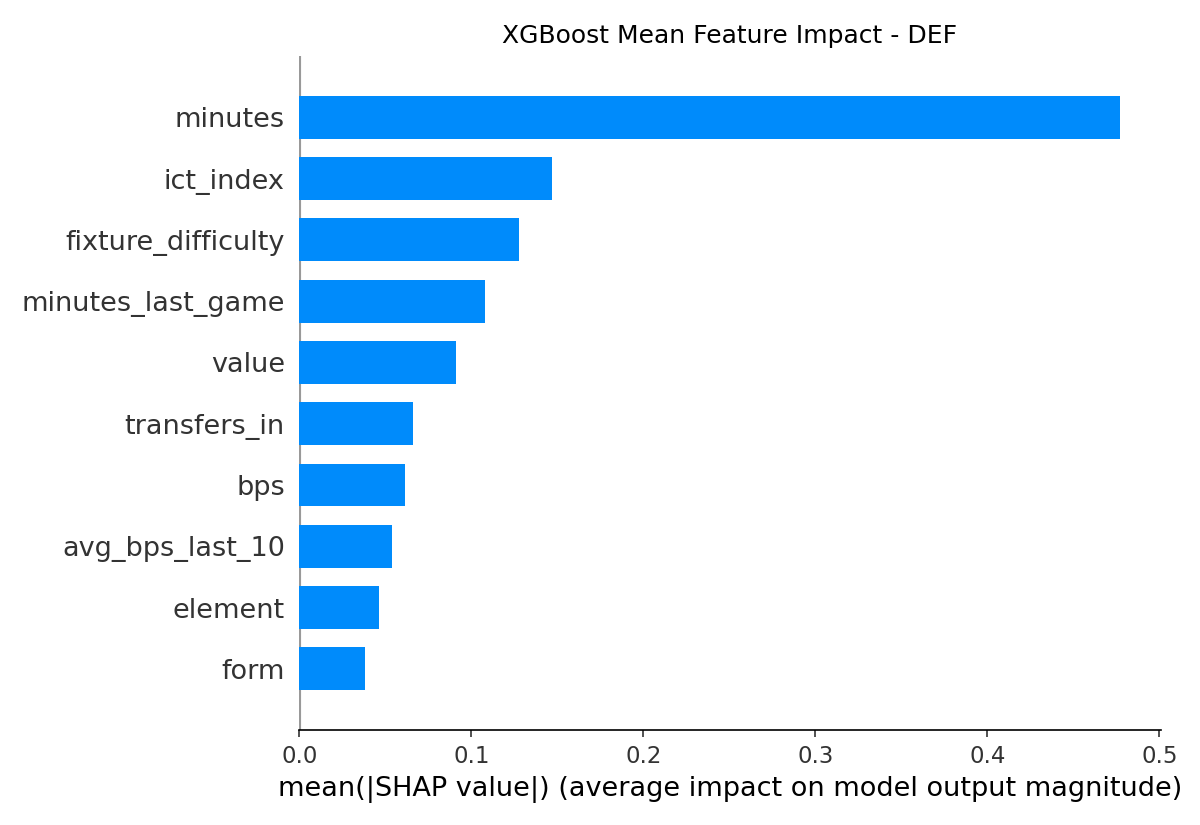 XGBoost Mean Feature Impact - DEF
minutes
ict_index
fixture_difficulty
minutes_last_game
value
transfers_in
bps
avg_bps_last_10
element
form
0.0 0.1 0.2 0.3 0.4 0.5
mean(|SHAP value|) (average impact on model output magnitude)